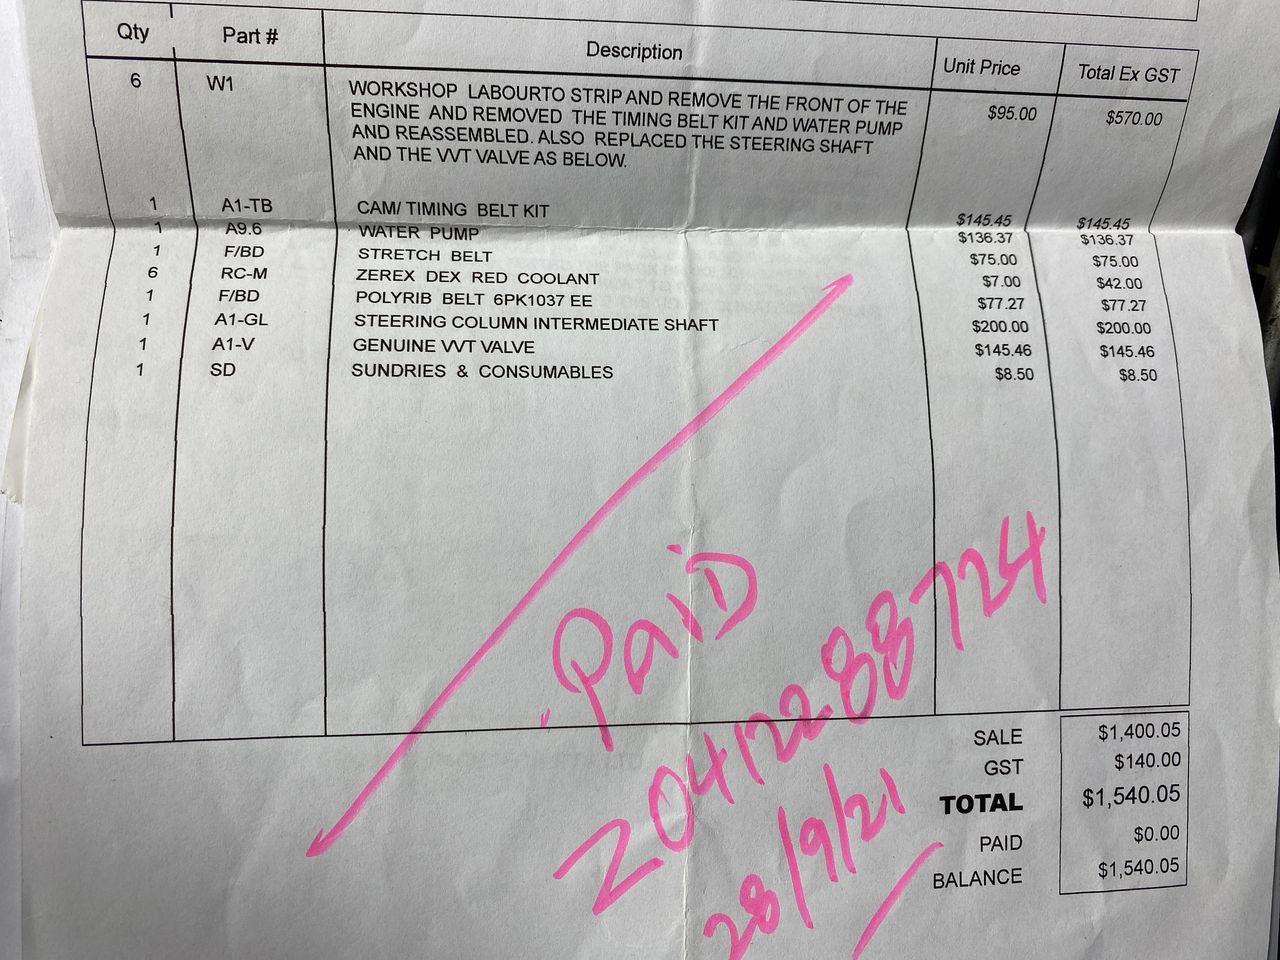 Qty Part # Description Unit Price Total Ex GST
6 W1 WORKSHOP LABOURTO STRIP AND REMOVE THE FRONT OF THE $95.00 $570.00
ENGINE AND REMOVED THE TIMING BELT KIT AND WATER PUMP
AND REASSEMBLED. ALSO REPLACED THE STEERING SHAFT
AND THE VVT VALVE AS BELOW.
1 A1-TB CAM/ TIMING BELT KIT $145.45 $145.45
1 A9.6 WATER PUMP $136.37 $136.37
1 F/BD STRETCH BELT $75.00 $75.00
6 RC-M ZEREX DEX RED COOLANT $7.00 $42.00
1 F/BD POLYRIB BELT 6PK1037 EE $77.27 $77.27
1 A1-GL STEERING COLUMN INTERMEDIATE SHAFT $200.00 $200.00
1 A1-V GENUINE VVT VALVE $145.46 $145.46
1 SD SUNDRIES & CONSUMABLES $8.50 $8.50
PAID
20412288724
28/9/21
SALE $1,400.05
GST $140.00
TOTAL $1,540.05
PAID $0.00
BALANCE $1,540.05